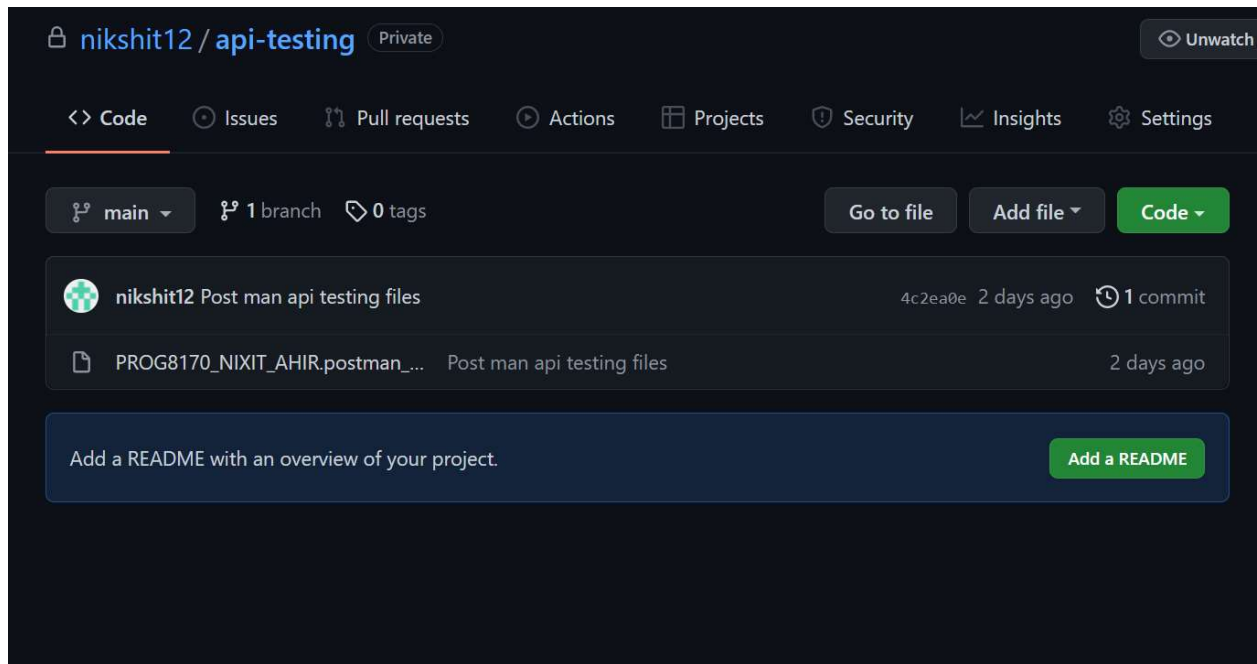 nikshit12 / api-testing Private Unwatch
<> Code Issues Pull requests Actions Projects Security Insights Settings
main 1 branch 0 tags Go to file Add file Code
nikshit12 Post man api testing files 4c2ea0e 2 days ago 1 commit
PROG8170_NIXIT_AHIR.postman_... Post man api testing files 2 days ago
Add a README with an overview of your project. Add a README